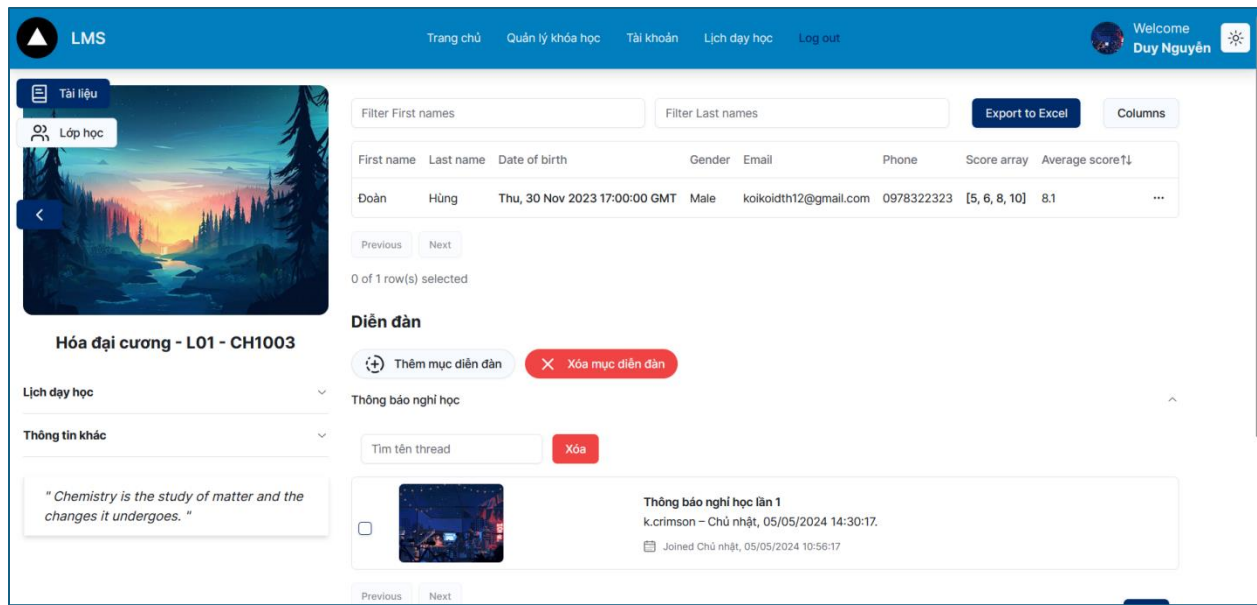 LMS
Trang chủ
Quản lý khóa học
Tài khoản
Lịch dạy học
Log out
Welcome
Duy Nguyễn
Tài liệu
Lớp học
Hóa đại cương - L01 - CH1003
Lịch dạy học
Thông tin khác
" Chemistry is the study of matter and the
changes it undergoes. "
Filter First names
Filter Last names
Export to Excel
Columns
First name Last name Date of birth Gender Email Phone Score array Average score↑↓
Đoàn Hùng Thu, 30 Nov 2023 17:00:00 GMT Male koikoidth12@gmail.com 0978322323 [5, 6, 8, 10] 8.1 ...
Previous Next
0 of 1 row(s) selected
Diễn đàn
Thêm mục diễn đàn
Xóa mục diễn đàn
Thông báo nghỉ học
Tìm tên thread
Xóa
Thông báo nghỉ học lần 1
k.crimson – Chủ nhật, 05/05/2024 14:30:17.
Joined Chủ nhật, 05/05/2024 10:56:17
Previous Next